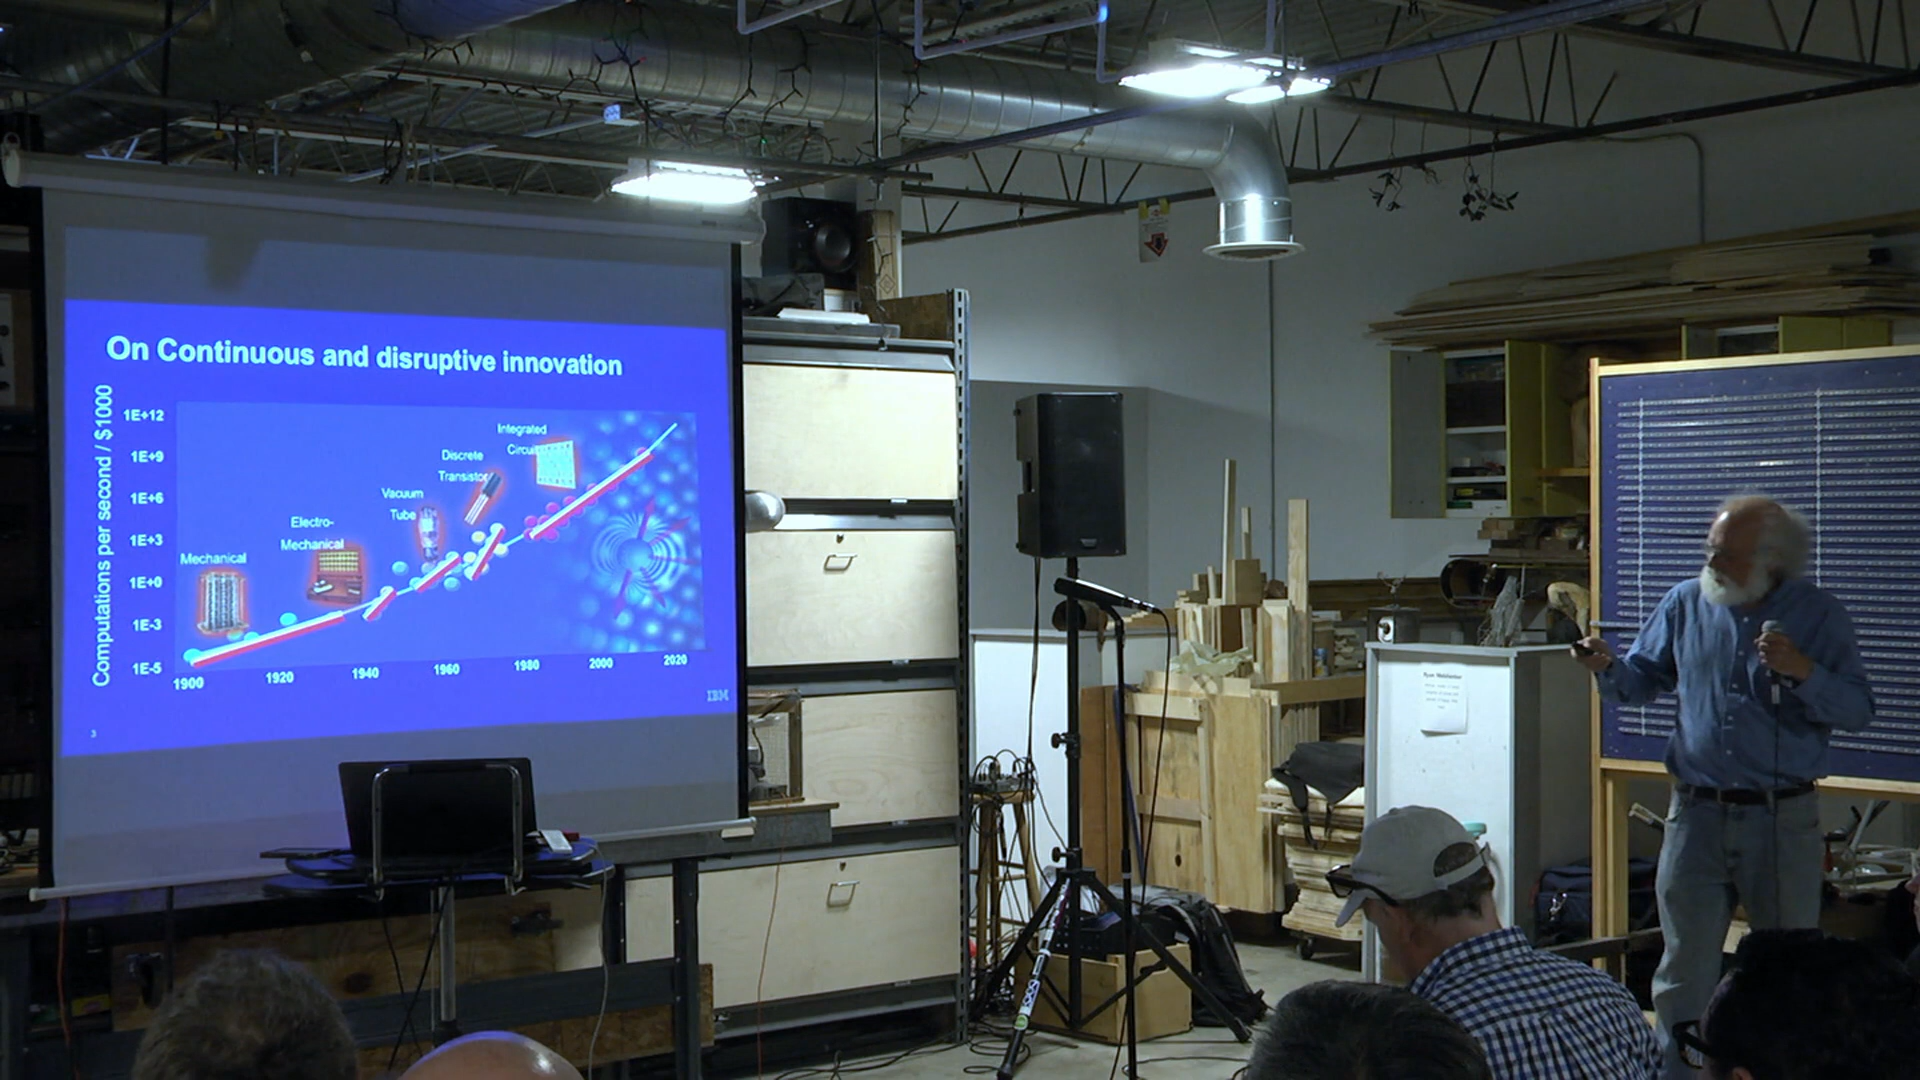 On Continuous and disruptive innovation
Computations per second / $1000
1E+12
1E+9
1E+6
1E+3
1E+0
1E-3
1E-5
Mechanical
Electro-
Mechanical
Vacuum
Tube
Discrete
Transistor
Integrated
Circuit
1900
1920
1940
1960
1980
2000
2020
IBM
3